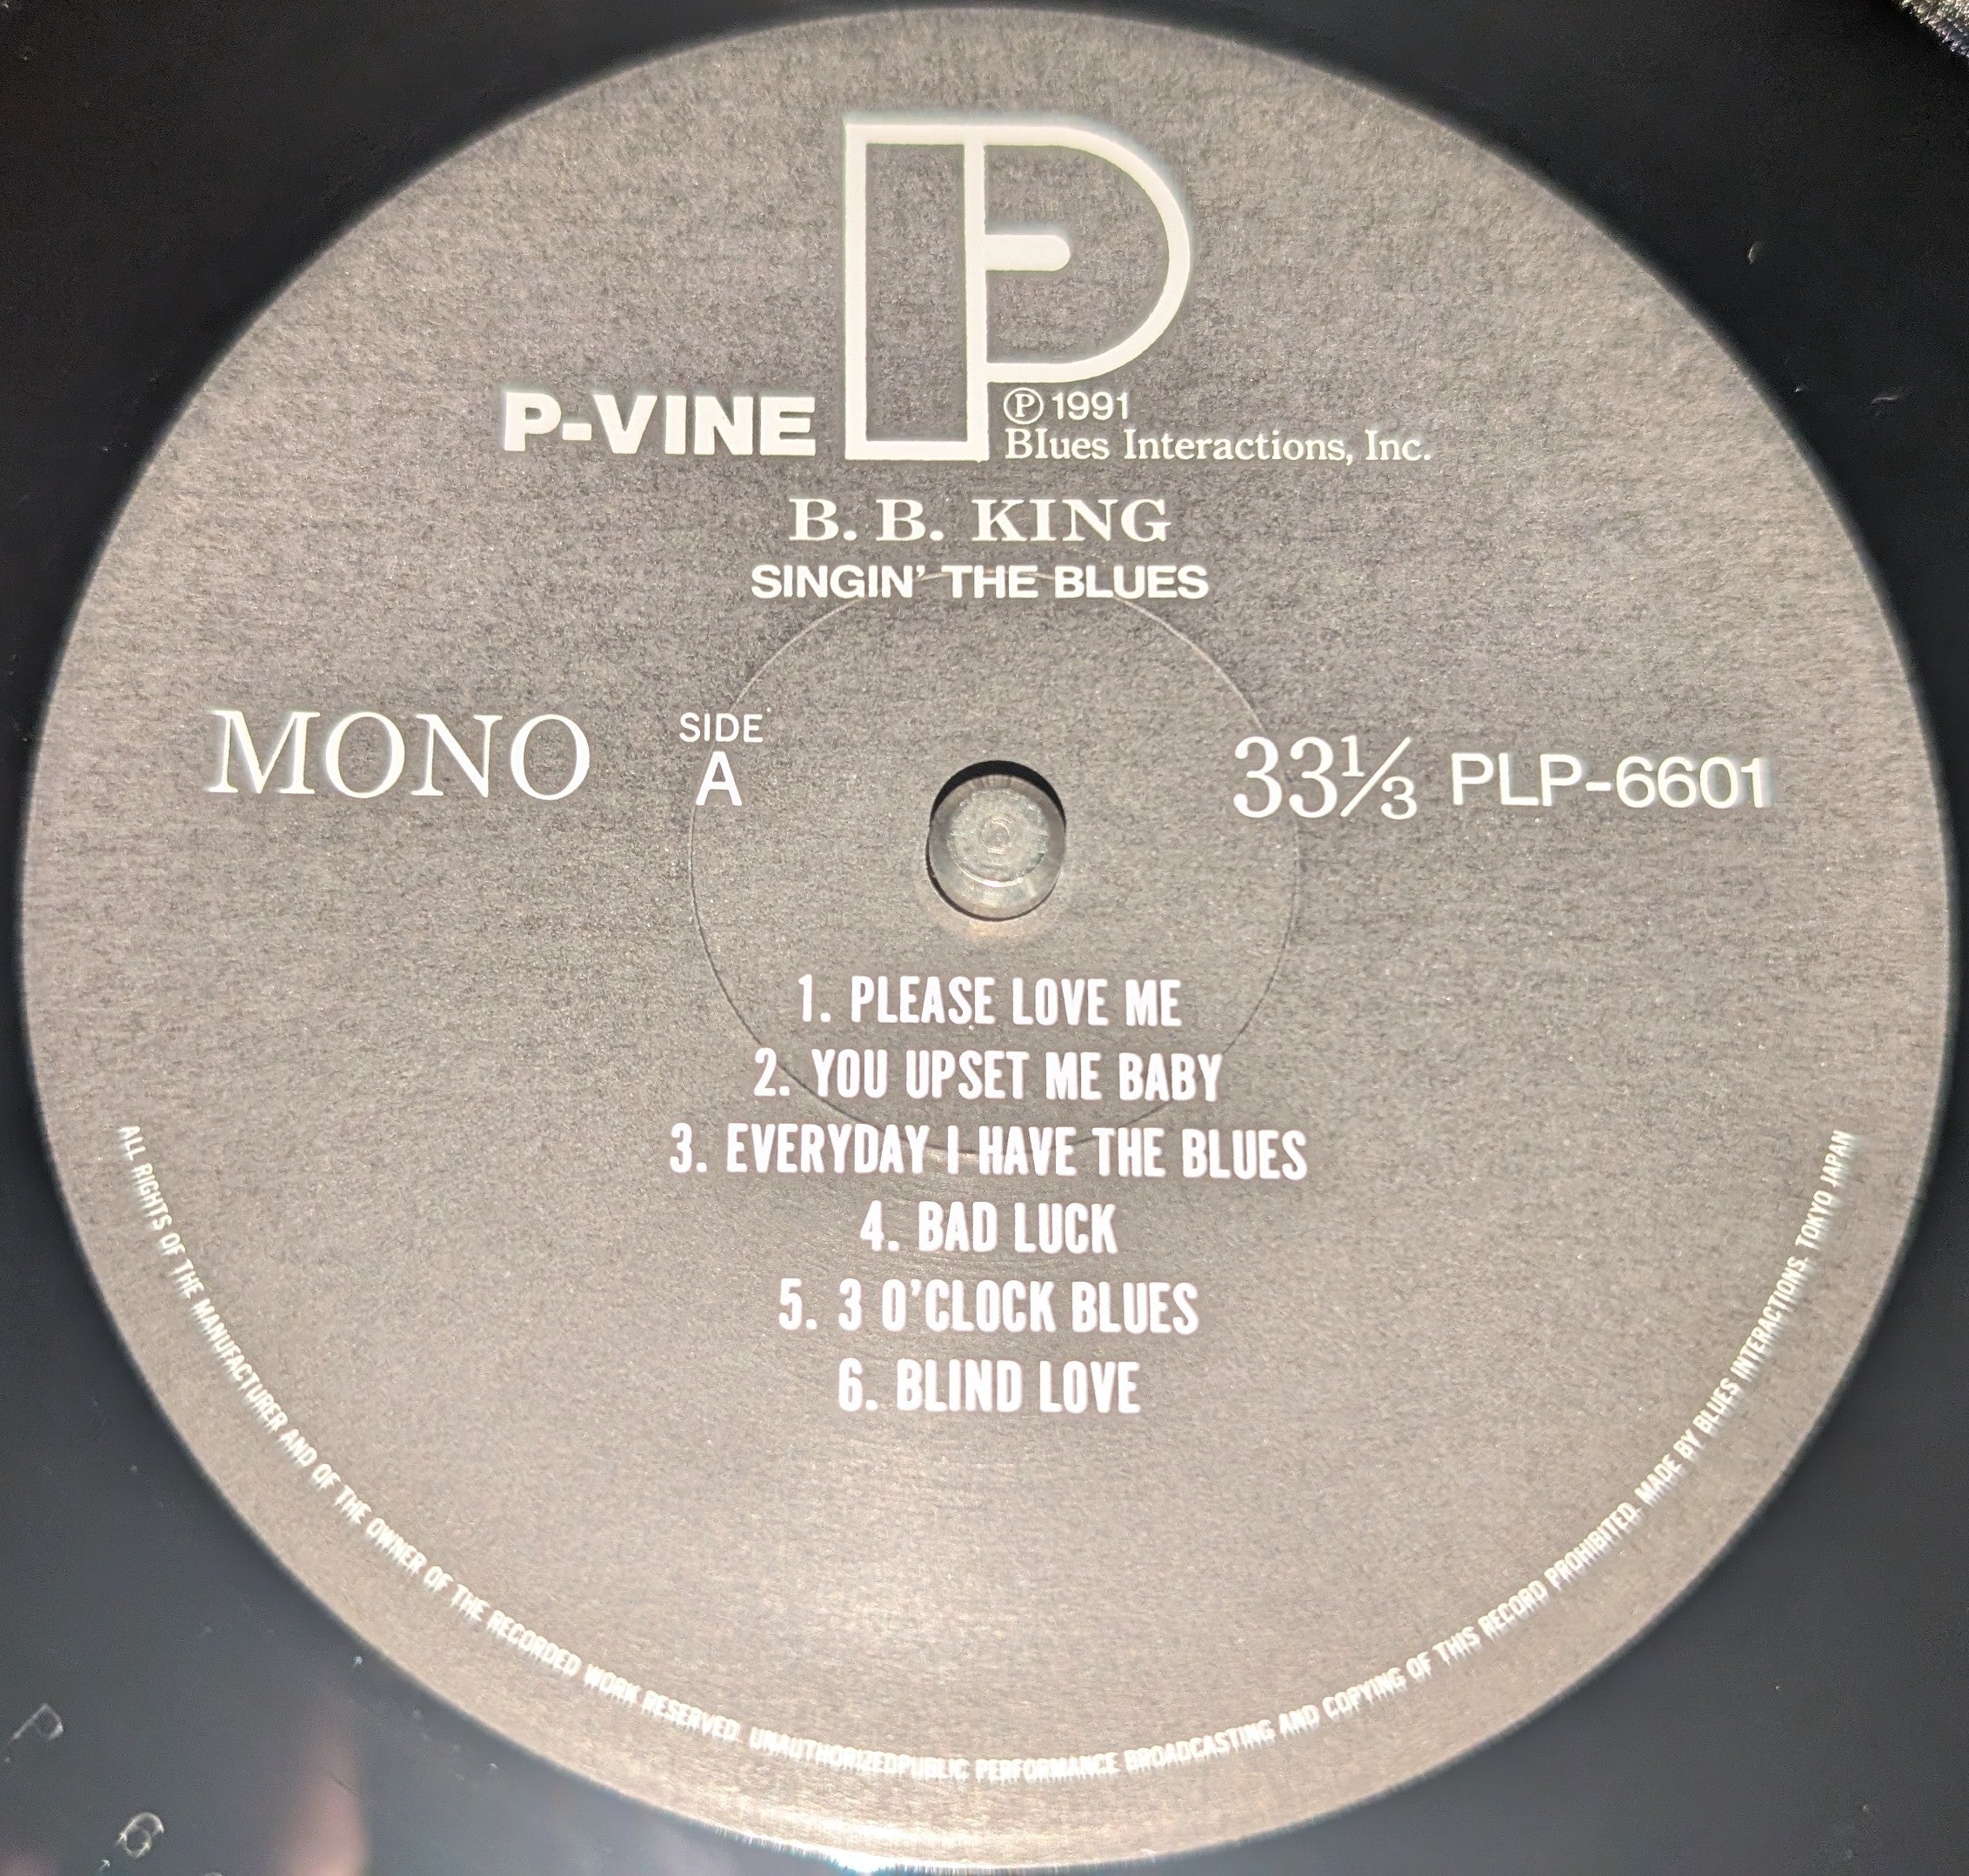 P-VINE
Ⓟ 1991
Blues Interactions, Inc.
B. B. KING
SINGIN' THE BLUES
MONO
SIDE
A
33⅓ PLP-6601
1. PLEASE LOVE ME
2. YOU UPSET ME BABY
3. EVERYDAY I HAVE THE BLUES
4. BAD LUCK
5. 3 O'CLOCK BLUES
6. BLIND LOVE
ALL RIGHTS OF THE MANUFACTURER AND OF THE OWNER OF THE RECORDED WORK RESERVED. UNAUTHORIZEDPUBLIC PERFORMANCE BROADCASTING AND COPYING OF THIS RECORD PROHIBITED. MADE BY BLUES INTERACTIONS. TOKYO JAPAN
P
6